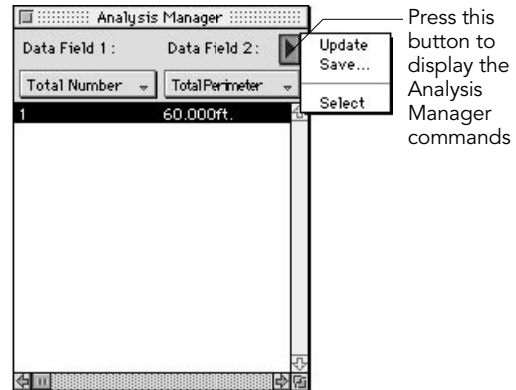 Analysis Manager
Data Field 1 : Data Field 2 :
Total Number Total Perimeter
1 60.000ft.
Update
Save...
Select
Press this
button to
display the
Analysis
Manager
commands